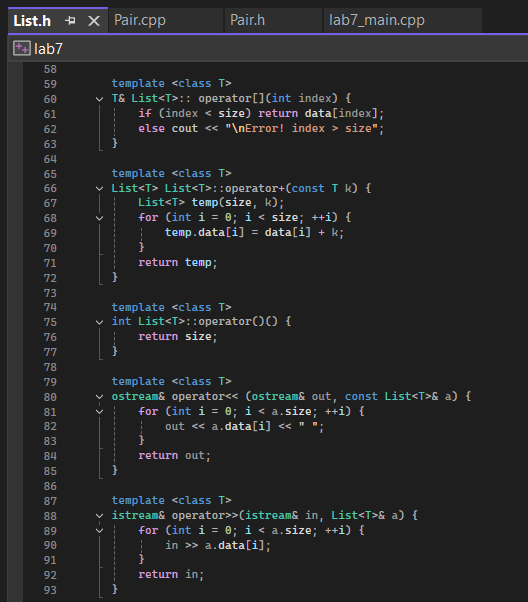 List.h Pair.cpp Pair.h lab7_main.cpp
lab7
58
59 template <class T>
60 T& List<T>:: operator[](int index) {
61 if (index < size) return data[index];
62 else cout << "\nError! index > size";
63 }
64
65 template <class T>
66 List<T> List<T>::operator+(const T k) {
67 List<T> temp(size, k);
68 for (int i = 0; i < size; ++i) {
69 temp.data[i] = data[i] + k;
70 }
71 return temp;
72 }
73
74 template <class T>
75 int List<T>::operator()() {
76 return size;
77 }
78
79 template <class T>
80 ostream& operator<< (ostream& out, const List<T>& a) {
81 for (int i = 0; i < a.size; ++i) {
82 out << a.data[i] << " ";
83 }
84 return out;
85 }
86
87 template <class T>
88 istream& operator>>(istream& in, List<T>& a) {
89 for (int i = 0; i < a.size; ++i) {
90 in >> a.data[i];
91 }
92 return in;
93 }